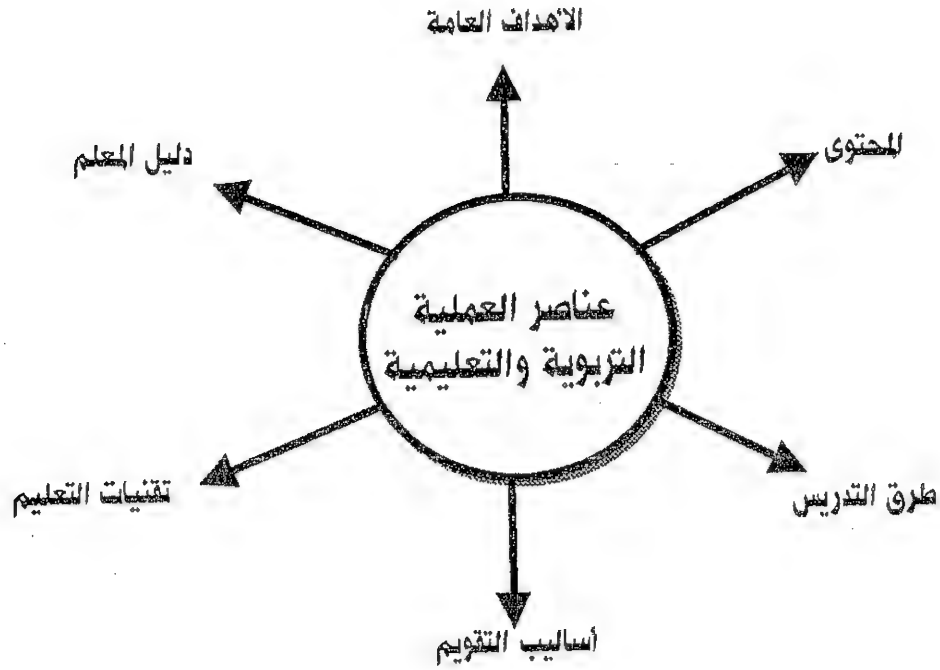 الأهداف العامة
المحتوى
دليل المعلم
عناصر العملية
التربوية والتعليمية
طرق التدريس
تقنيات التعليم
أساليب التقويم